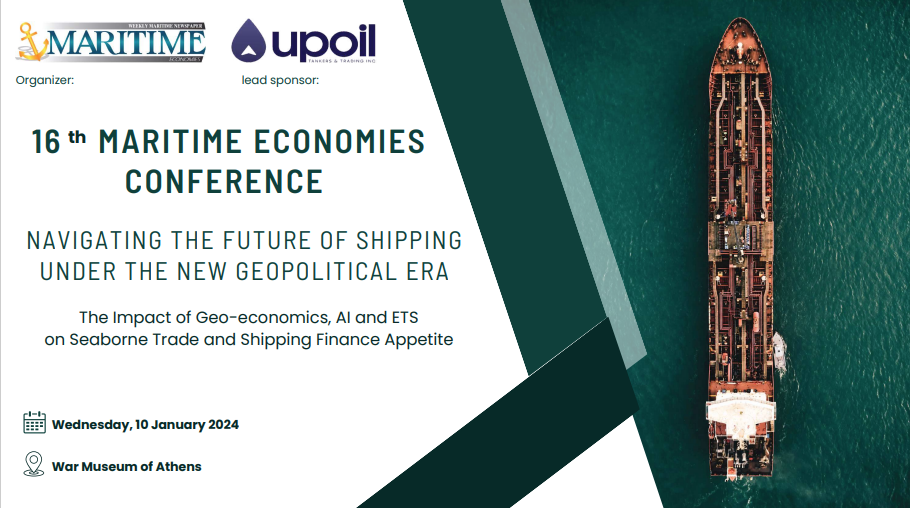 WEEKLY MARITIME NEWSPAPER
MARITIME
ECONOMIES
upoil
TANKERS & TRADING INC
Organizer:
lead sponsor:
16 th MARITIME ECONOMIES
CONFERENCE
NAVIGATING THE FUTURE OF SHIPPING
UNDER THE NEW GEOPOLITICAL ERA
The Impact of Geo-economics, AI and ETS
on Seaborne Trade and Shipping Finance Appetite
Wednesday, 10 January 2024
War Museum of Athens